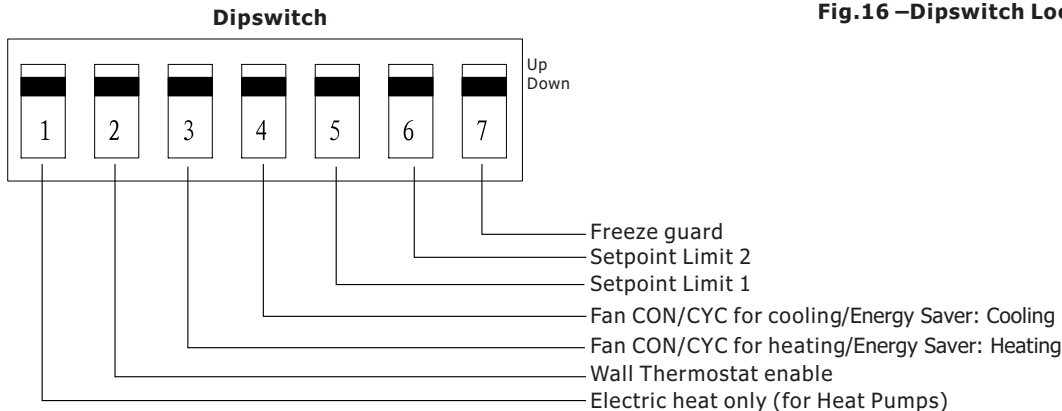 Dipswitch
Fig.16 –Dipswitch Loc
Up
Down
1 2 3 4 5 6 7
Freeze guard
Setpoint Limit 2
Setpoint Limit 1
Fan CON/CYC for cooling/Energy Saver: Cooling
Fan CON/CYC for heating/Energy Saver: Heating
Wall Thermostat enable
Electric heat only (for Heat Pumps)